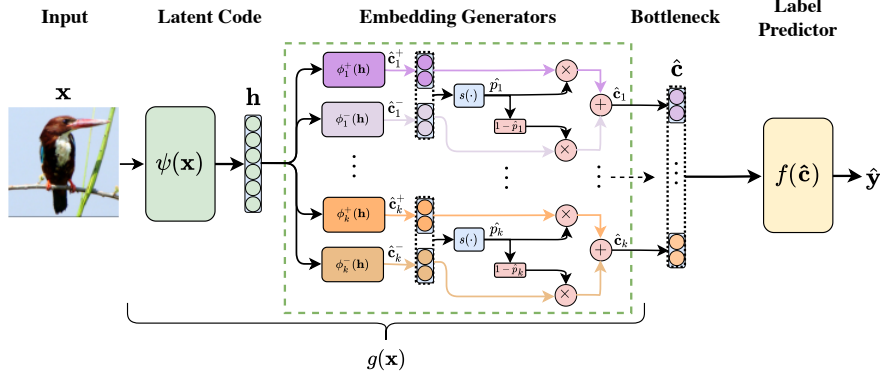 Input
Latent Code
Embedding Generators
Bottleneck
Label
Predictor
x
ψ(x)
h
ϕ₁⁺(h)
ĉ₁⁺
ϕ₁⁻(h)
ĉ₁⁻
s(·)
p̂₁
1 − p̂₁
×
×
+
ĉ₁
ϕₖ⁺(h)
ĉₖ⁺
ϕₖ⁻(h)
ĉₖ⁻
s(·)
p̂ₖ
1 − p̂ₖ
×
×
+
ĉₖ
ĉ
f(ĉ)
ŷ
g(x)